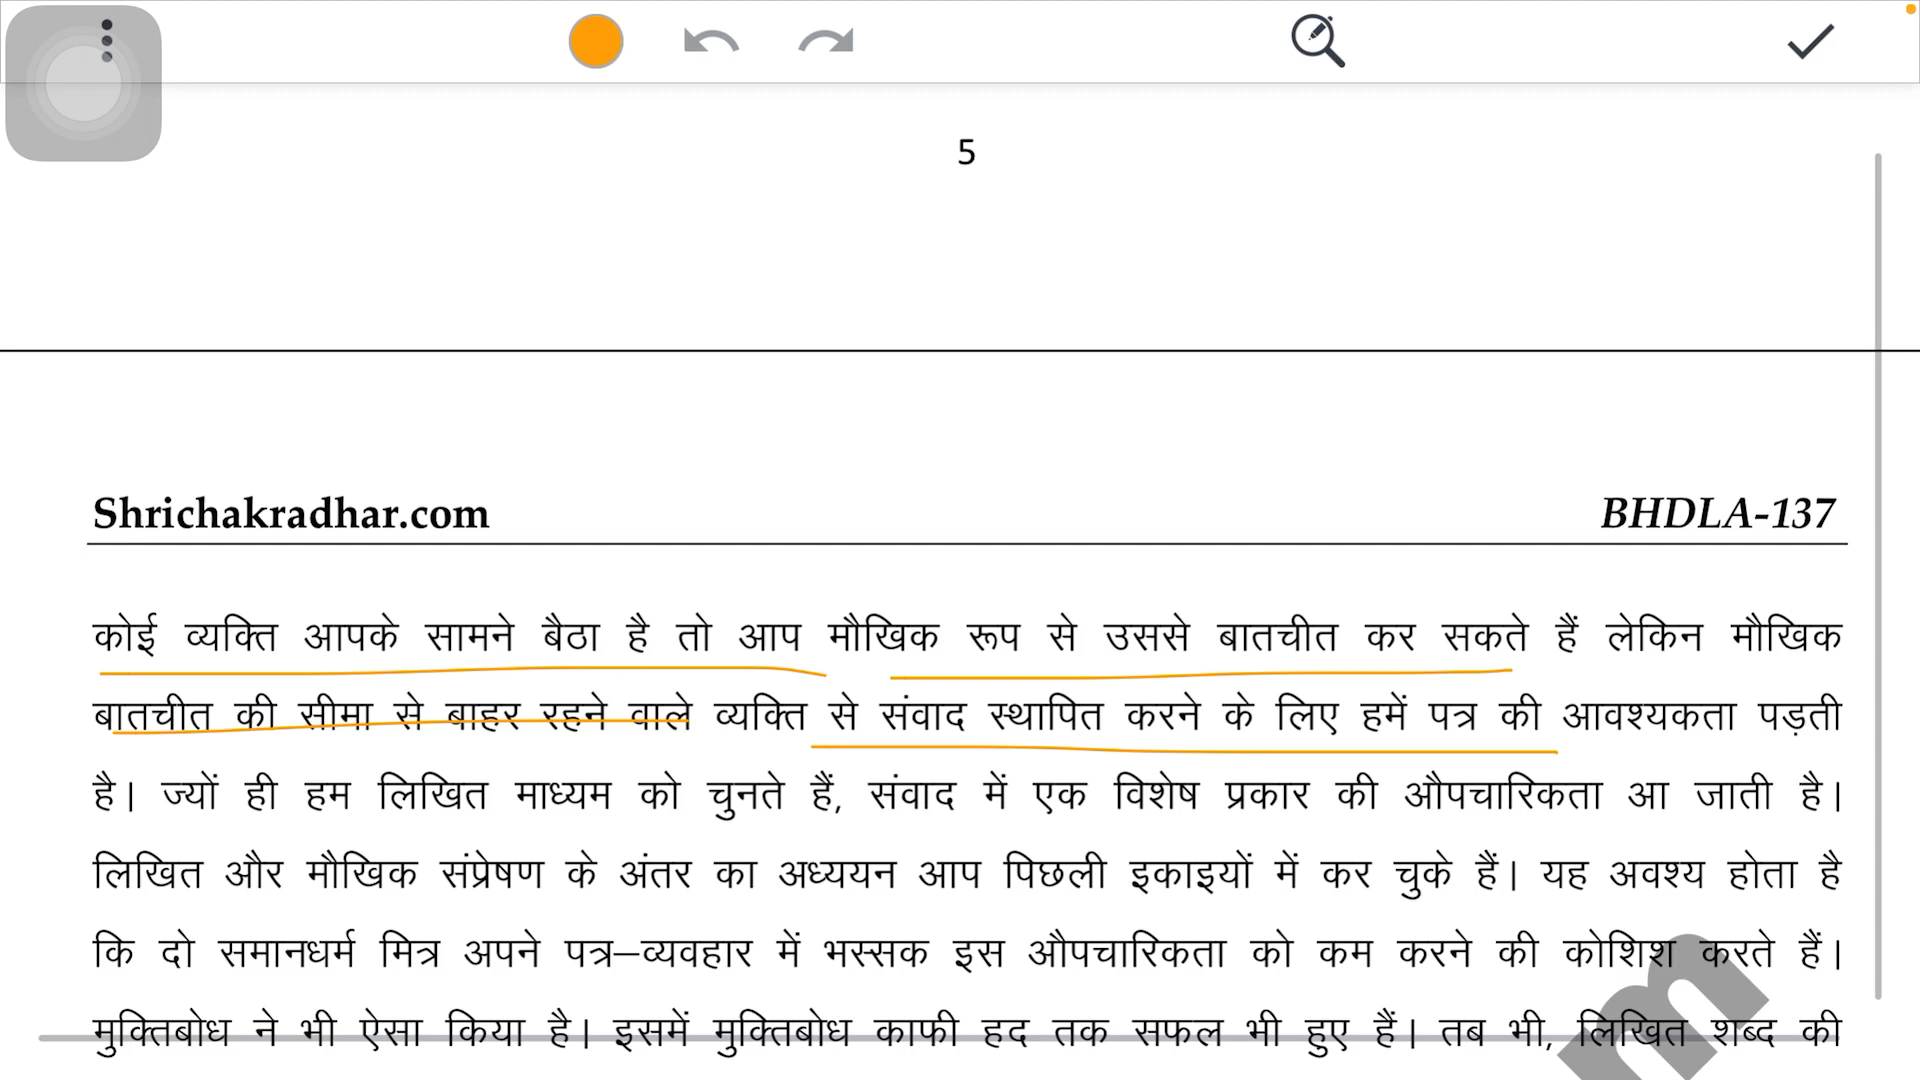 5
Shrichakradhar.com BHDLA-137
कोई व्यक्ति आपके सामने बैठा है तो आप मौखिक रूप से उससे बातचीत कर सकते हैं लेकिन मौखिक
बातचीत की सीमा से बाहर रहने वाले व्यक्ति से संवाद स्थापित करने के लिए हमें पत्र की आवश्यकता पड़ती
है। ज्यों ही हम लिखित माध्यम को चुनते हैं, संवाद में एक विशेष प्रकार की औपचारिकता आ जाती है।
लिखित और मौखिक संप्रेषण के अंतर का अध्ययन आप पिछली इकाइयों में कर चुके हैं। यह अवश्य होता है
कि दो समानधर्म मित्र अपने पत्र–व्यवहार में भस्सक इस औपचारिकता को कम करने की कोशिश करते हैं।
मुक्तिबोध ने भी ऐसा किया है। इसमें मुक्तिबोध काफी हद तक सफल भी हुए हैं। तब भी, लिखित शब्द की
m